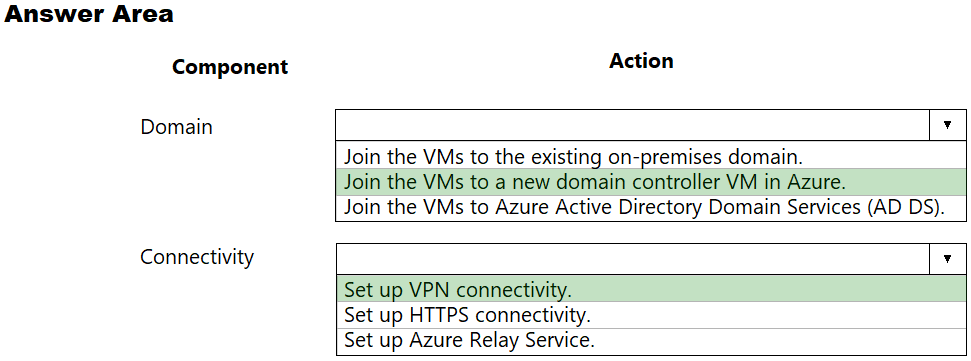 Answer Area
Component Action
Domain
Join the VMs to the existing on-premises domain.
Join the VMs to a new domain controller VM in Azure.
Join the VMs to Azure Active Directory Domain Services (AD DS).
Connectivity
Set up VPN connectivity.
Set up HTTPS connectivity.
Set up Azure Relay Service.